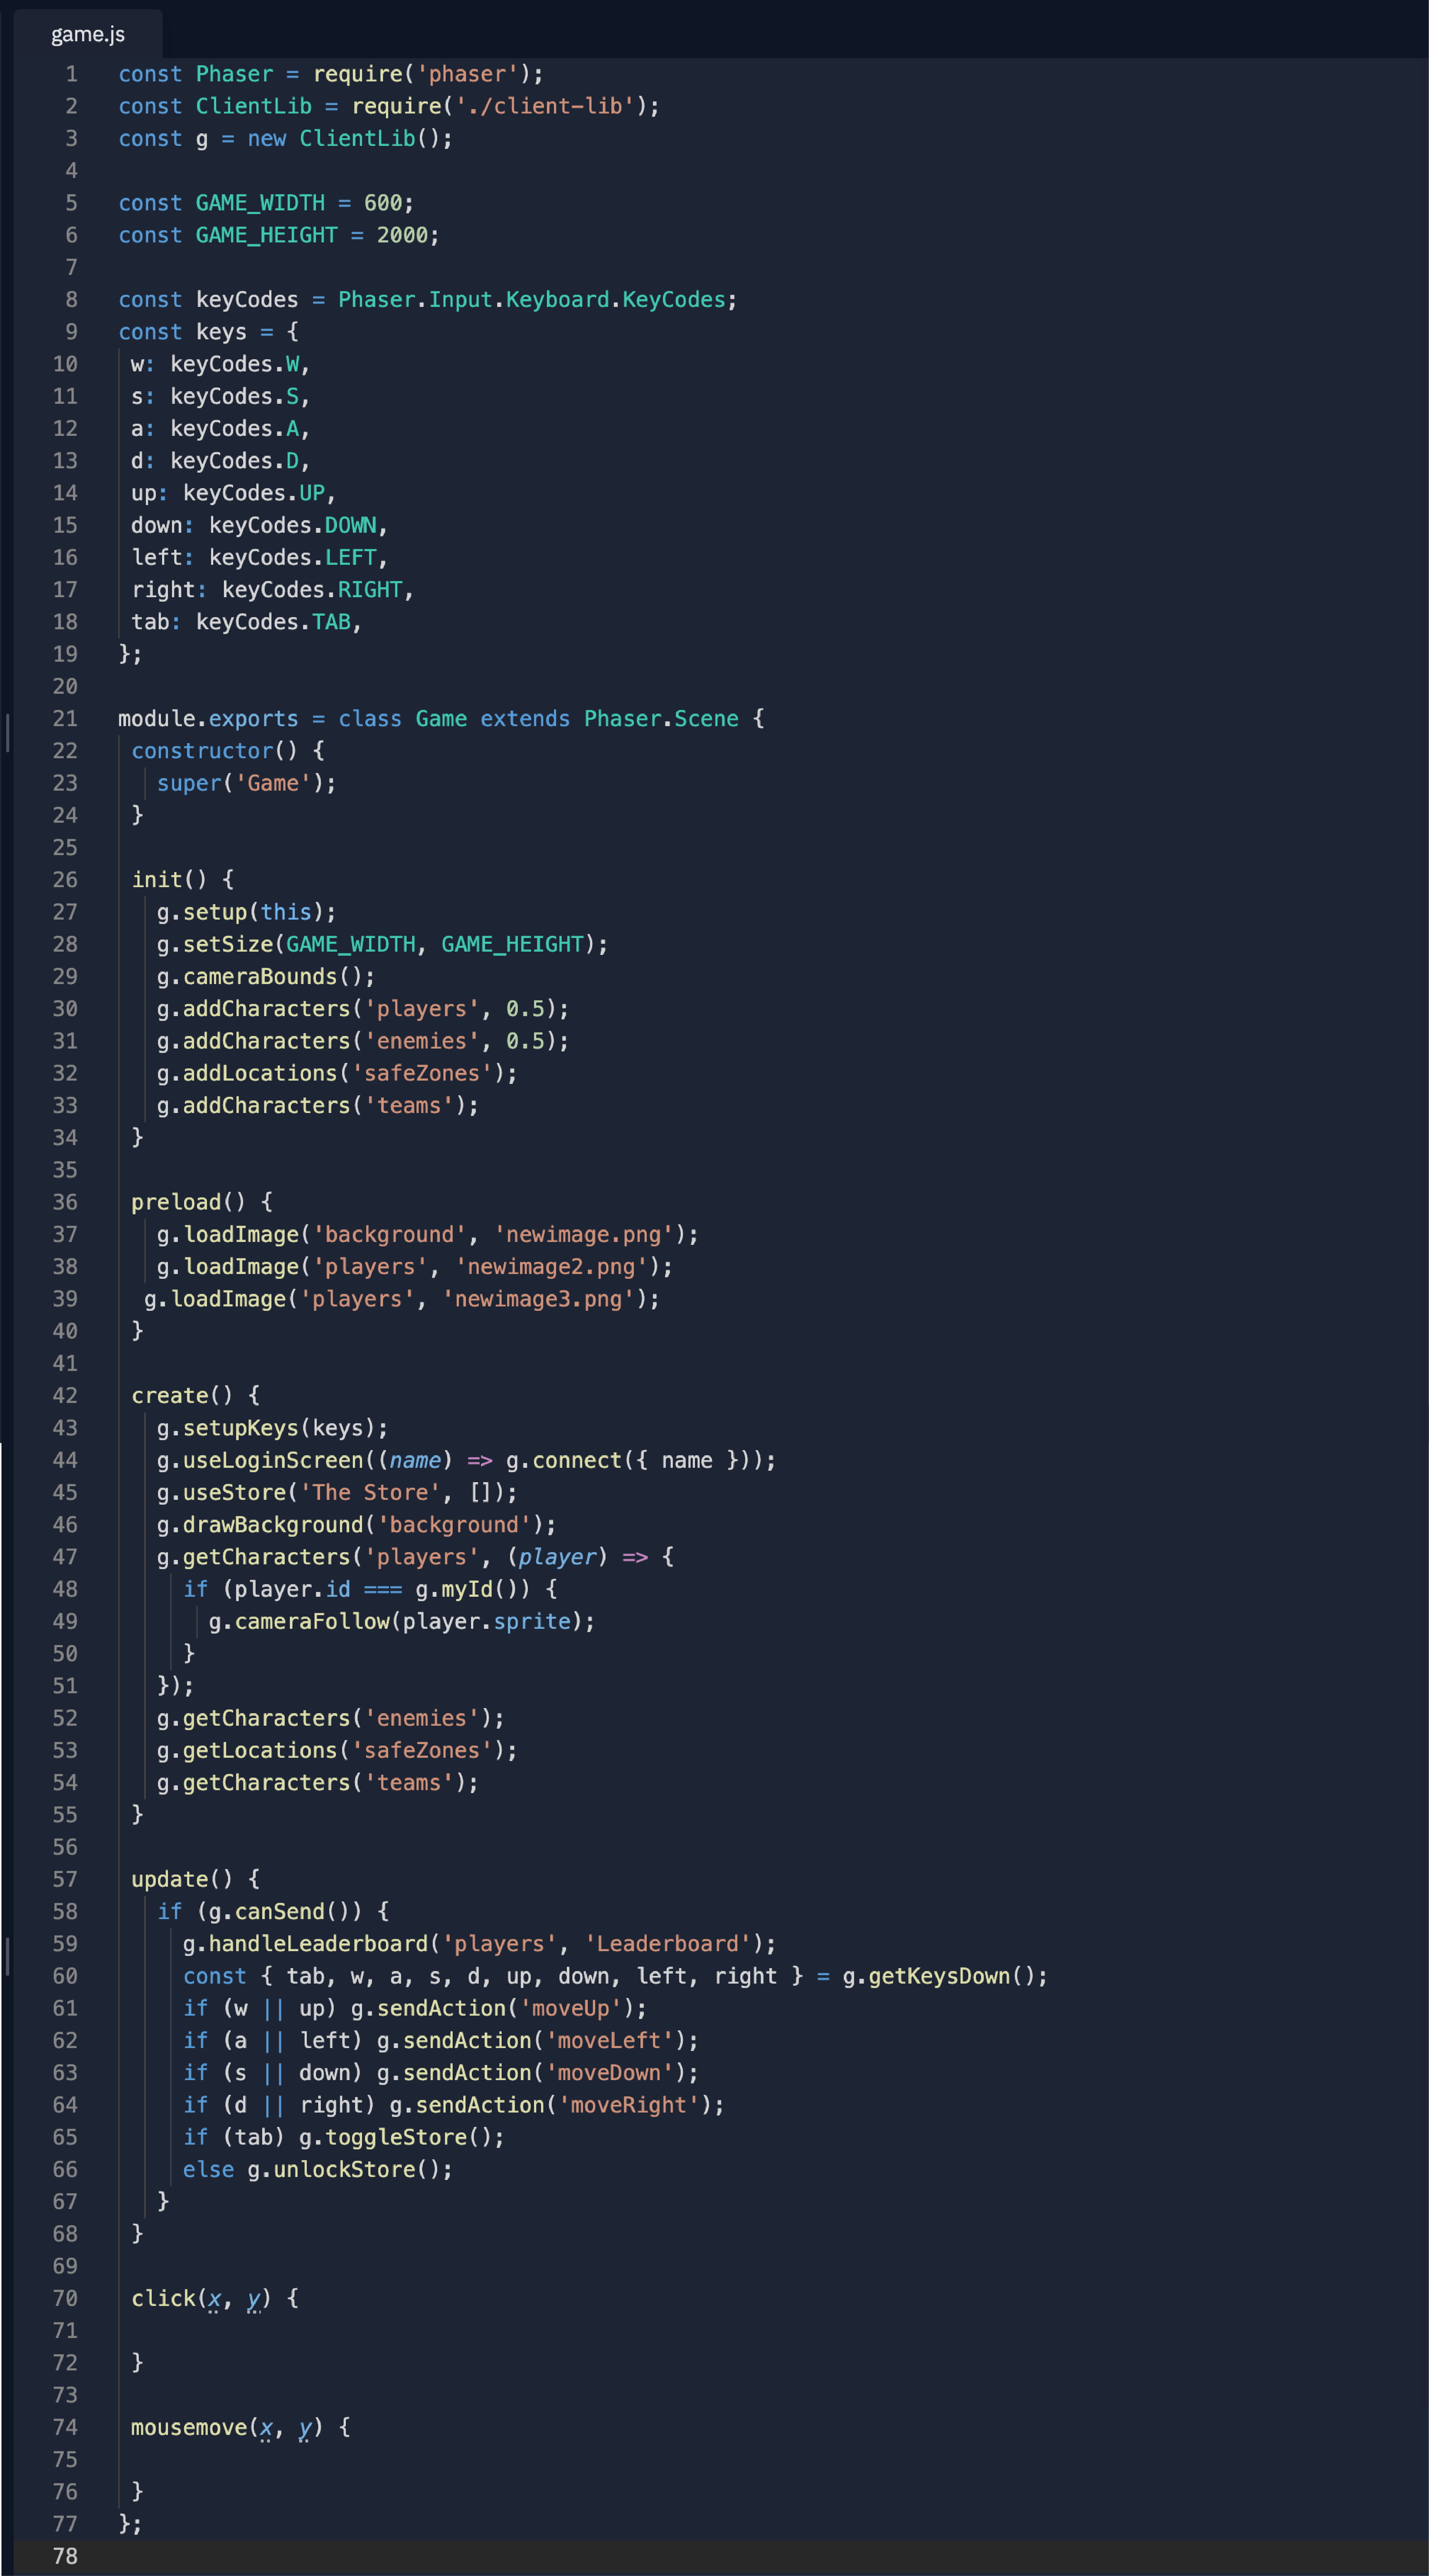 game.js
1 const Phaser = require('phaser');
2 const ClientLib = require('./client-lib');
3 const g = new ClientLib();
4
5 const GAME_WIDTH = 600;
6 const GAME_HEIGHT = 2000;
7
8 const keyCodes = Phaser.Input.Keyboard.KeyCodes;
9 const keys = {
10  w: keyCodes.W,
11  s: keyCodes.S,
12  a: keyCodes.A,
13  d: keyCodes.D,
14  up: keyCodes.UP,
15  down: keyCodes.DOWN,
16  left: keyCodes.LEFT,
17  right: keyCodes.RIGHT,
18  tab: keyCodes.TAB,
19 };
20
21 module.exports = class Game extends Phaser.Scene {
22  constructor() {
23    super('Game');
24  }
25
26  init() {
27    g.setup(this);
28    g.setSize(GAME_WIDTH, GAME_HEIGHT);
29    g.cameraBounds();
30    g.addCharacters('players', 0.5);
31    g.addCharacters('enemies', 0.5);
32    g.addLocations('safeZones');
33    g.addCharacters('teams');
34  }
35
36  preload() {
37    g.loadImage('background', 'newimage.png');
38    g.loadImage('players', 'newimage2.png');
39   g.loadImage('players', 'newimage3.png');
40  }
41
42  create() {
43    g.setupKeys(keys);
44    g.useLoginScreen((name) => g.connect({ name }));
45    g.useStore('The Store', []);
46    g.drawBackground('background');
47    g.getCharacters('players', (player) => {
48      if (player.id === g.myId()) {
49        g.cameraFollow(player.sprite);
50      }
51    });
52    g.getCharacters('enemies');
53    g.getLocations('safeZones');
54    g.getCharacters('teams');
55  }
56
57  update() {
58    if (g.canSend()) {
59      g.handleLeaderboard('players', 'Leaderboard');
60      const { tab, w, a, s, d, up, down, left, right } = g.getKeysDown();
61      if (w || up) g.sendAction('moveUp');
62      if (a || left) g.sendAction('moveLeft');
63      if (s || down) g.sendAction('moveDown');
64      if (d || right) g.sendAction('moveRight');
65      if (tab) g.toggleStore();
66      else g.unlockStore();
67    }
68  }
69
70  click(x, y) {
71
72  }
73
74  mousemove(x, y) {
75
76  }
77 };
78